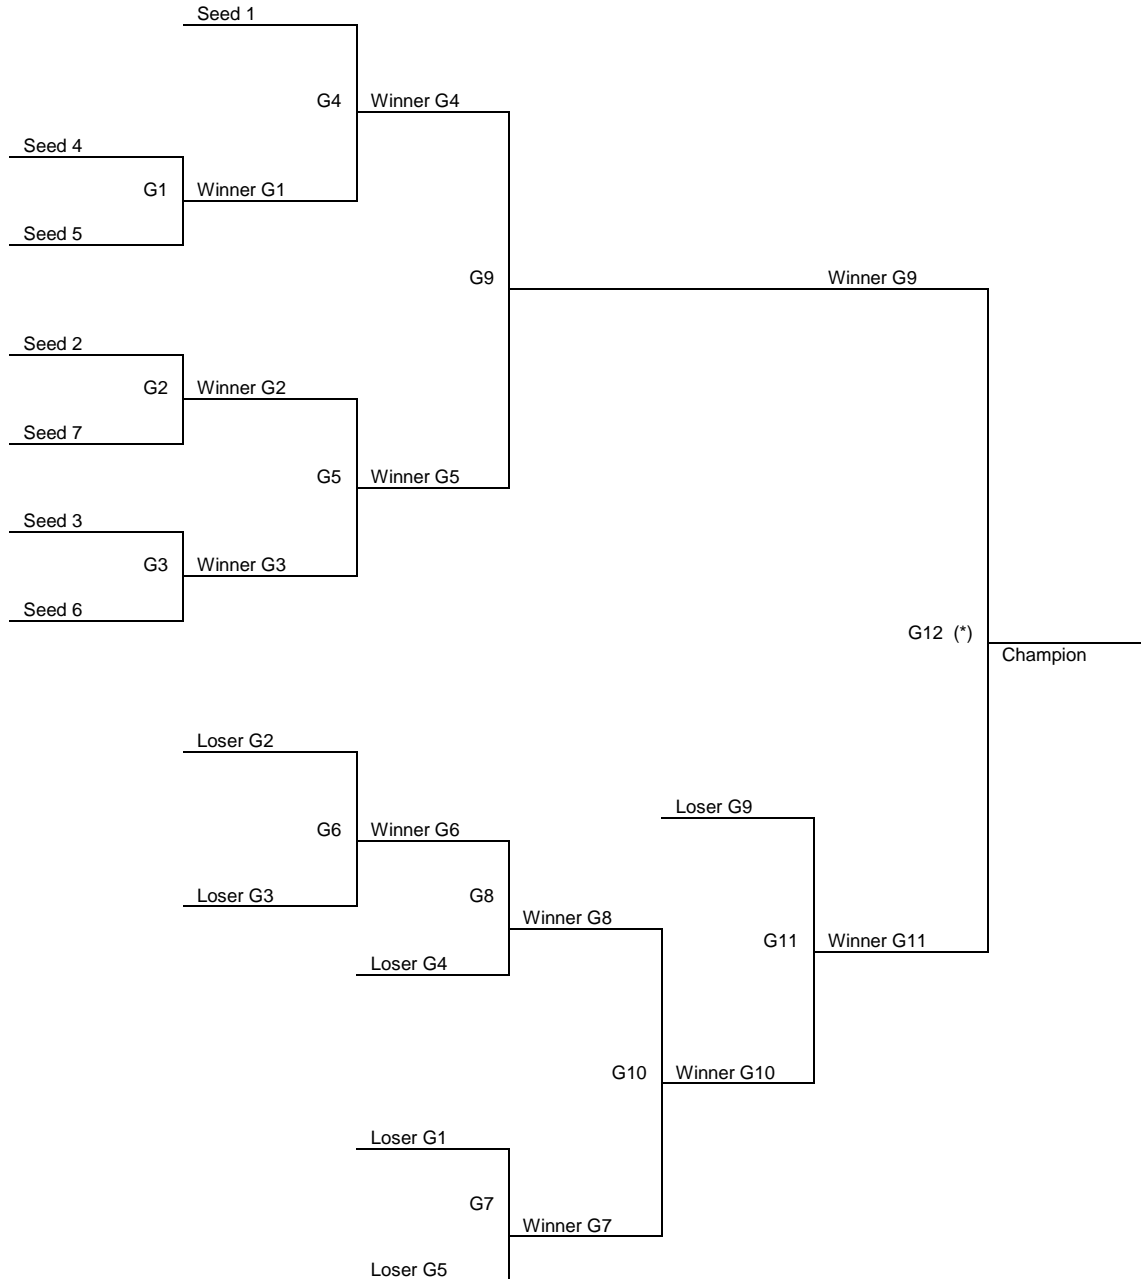 Seed 1
G4
Winner G4
Seed 4
G1
Winner G1
Seed 5
G9
Winner G9
Seed 2
G2
Winner G2
Seed 7
G5
Winner G5
Seed 3
G3
Winner G3
Seed 6
G12 (*)
Champion
Loser G2
Loser G9
G6
Winner G6
Loser G3
G8
Winner G8
G11
Winner G11
Loser G4
G10
Winner G10
Loser G1
G7
Winner G7
Loser G5